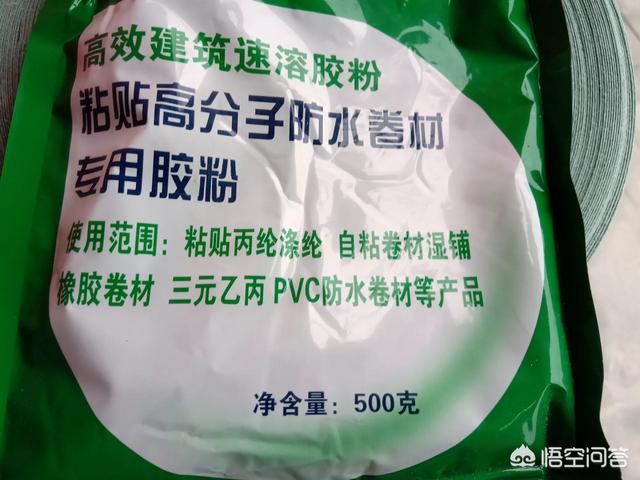 高效建筑速溶胶粉
粘贴高分子防水卷材
专用胶粉
使用范围：粘贴丙纶涤纶 自粘卷材湿铺
橡胶卷材 三元乙丙 PVC防水卷材等产品
净含量：500克
悟空问答